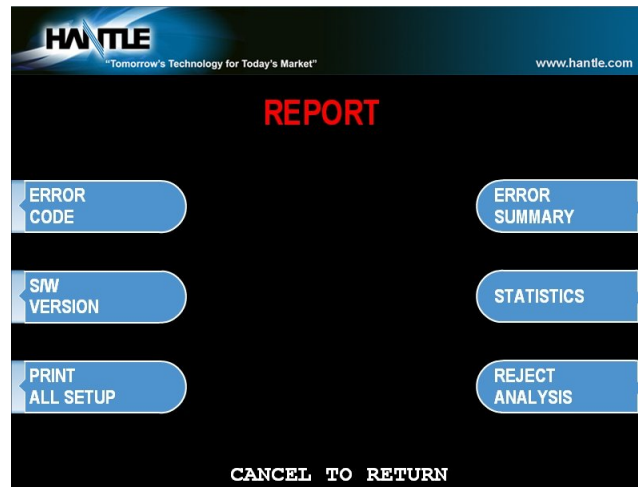 HANTLE
"Tomorrow's Technology for Today's Market"
www.hantle.com
REPORT
ERROR
CODE
ERROR
SUMMARY
S/W
VERSION
STATISTICS
PRINT
ALL SETUP
REJECT
ANALYSIS
CANCEL TO RETURN